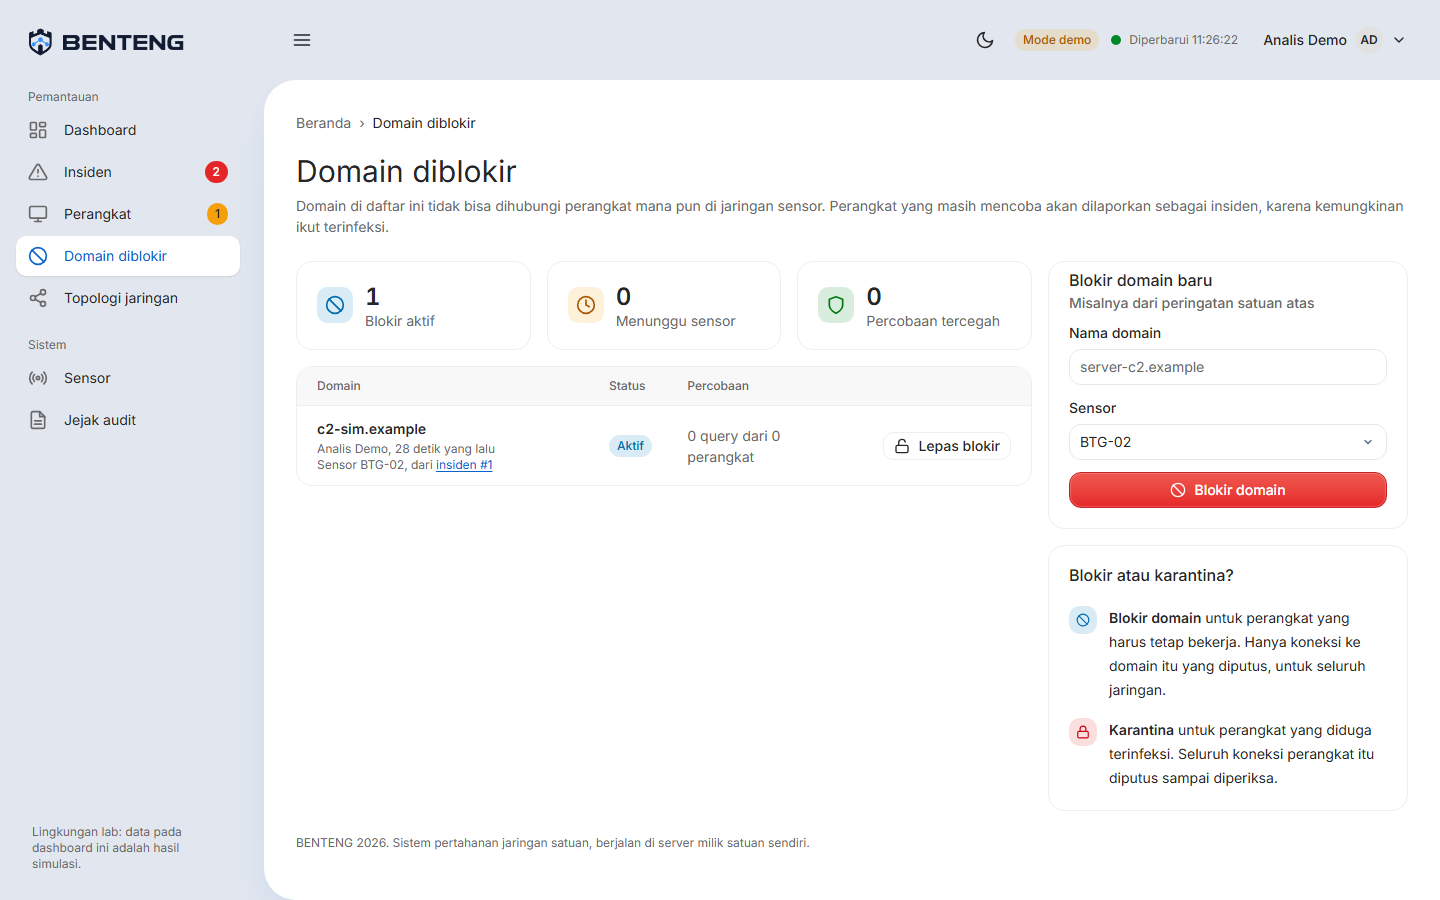 BENTENG
Mode demo
Diperbarui 11:26:22
Analis Demo
AD
Pemantauan
Dashboard
Insiden
2
Perangkat
1
Domain diblokir
Topologi jaringan
Sistem
Sensor
Jejak audit
Lingkungan lab: data pada
dashboard ini adalah hasil
simulasi.
Beranda › Domain diblokir
Domain diblokir
Domain di daftar ini tidak bisa dihubungi perangkat mana pun di jaringan sensor. Perangkat yang masih mencoba akan dilaporkan sebagai insiden, karena kemungkinan
ikut terinfeksi.
1
Blokir aktif
0
Menunggu sensor
0
Percobaan tercegah
Domain
Status
Percobaan
c2-sim.example
Analis Demo, 28 detik yang lalu
Sensor BTG-02, dari insiden #1
Aktif
0 query dari 0
perangkat
Lepas blokir
Blokir domain baru
Misalnya dari peringatan satuan atas
Nama domain
server-c2.example
Sensor
BTG-02
Blokir domain
Blokir atau karantina?
Blokir domain untuk perangkat yang
harus tetap bekerja. Hanya koneksi ke
domain itu yang diputus, untuk seluruh
jaringan.
Karantina untuk perangkat yang diduga
terinfeksi. Seluruh koneksi perangkat itu
diputus sampai diperiksa.
BENTENG 2026. Sistem pertahanan jaringan satuan, berjalan di server milik satuan sendiri.